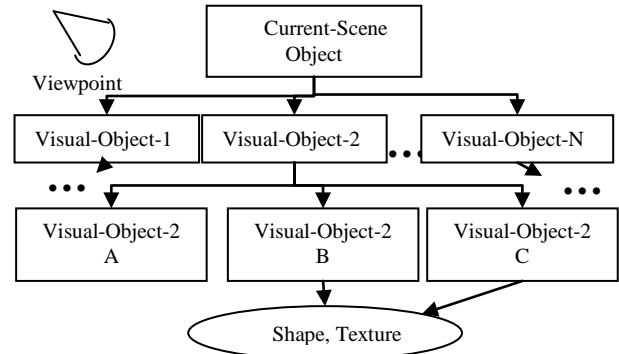 Current-Scene
Object
Viewpoint
Visual-Object-1
Visual-Object-2
•••
Visual-Object-N
•••
•••
Visual-Object-2
A
Visual-Object-2
B
Visual-Object-2
C
Shape, Texture